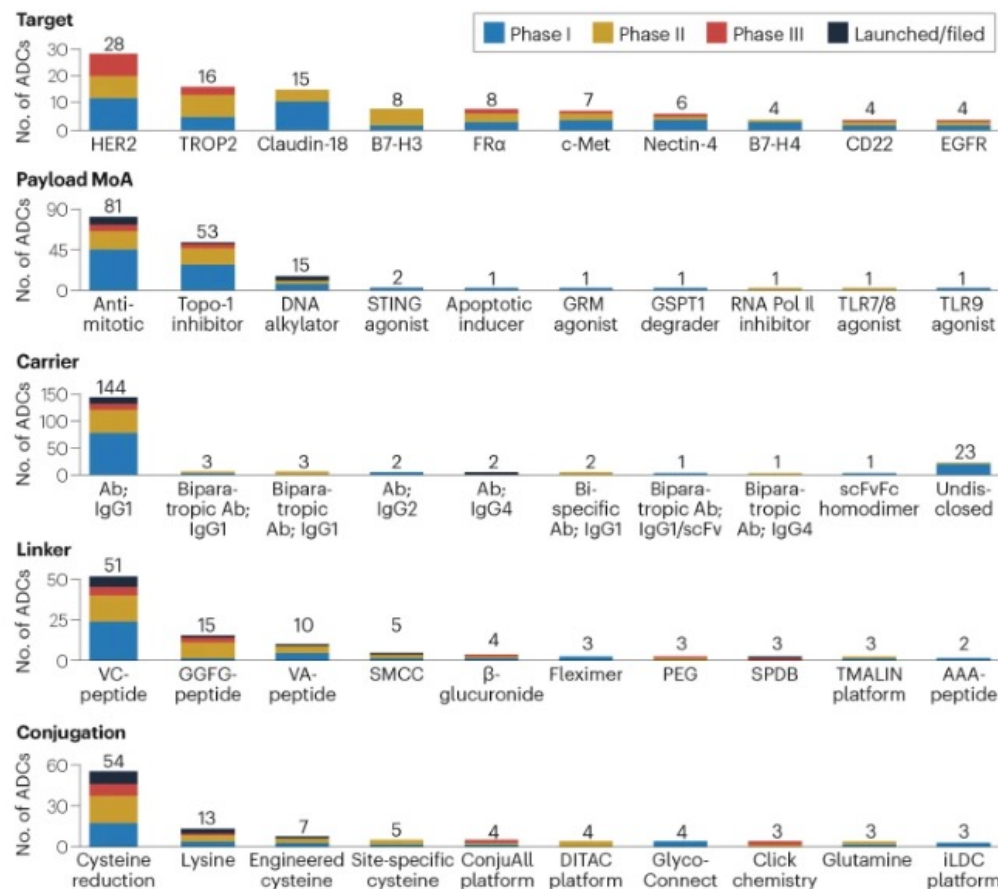 Target
Phase I Phase II Phase III Launched/filed
No. of ADCs
30
20
10
0
28 16 15 8 8 7 6 4 4 4
HER2 TROP2 Claudin-18 B7-H3 FRα c-Met Nectin-4 B7-H4 CD22 EGFR
Payload MoA
No. of ADCs
90
45
0
81 53 15 2 1 1 1 1 1 1
Anti- Topo-1 DNA STING Apoptotic GRM GSPT1 RNA Pol II TLR7/8 TLR9
mitotic inhibitor alkylator agonist inducer agonist degrader inhibitor agonist agonist
Carrier
No. of ADCs
150
100
50
0
144 3 3 2 2 2 1 1 1 23
Ab; Bipara- Bipara- Ab; Ab; Bi- Bipara- Bipara- scFvFc Undis-
IgG1 tropic Ab; tropic IgG2 IgG4 specific tropic Ab; tropic homodimer closed
IgG1 Ab; IgG1 Ab; IgG1 IgG1/scFv Ab; IgG4
Linker
No. of ADCs
50
25
0
51 15 10 5 4 3 3 3 3 2
VC- GGFG- VA- SMCC β- Fleximer PEG SPDB TMALIN AAA-
peptide peptide peptide glucuronide platform peptide
Conjugation
No. of ADCs
60
30
0
54 13 7 5 4 4 4 3 3 3
Cysteine Lysine Engineered Site-specific ConjuAll DITAC Glyco- Click Glutamine iLDC
reduction cysteine cysteine platform platform Connect chemistry platform